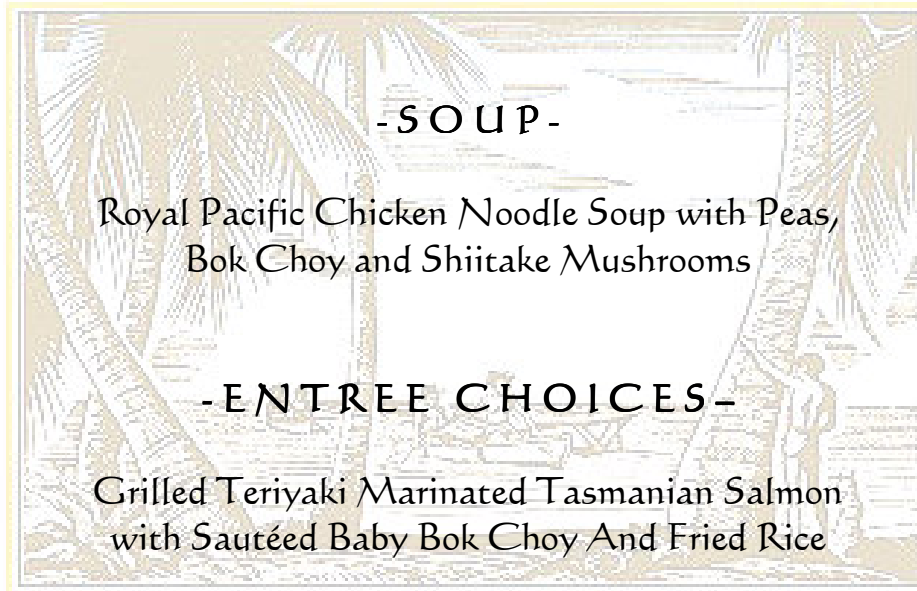 -SOUP-
Royal Pacific Chicken Noodle Soup with Peas,
Bok Choy and Shiitake Mushrooms
-ENTREE CHOICES–
Grilled Teriyaki Marinated Tasmanian Salmon
with Sautéed Baby Bok Choy And Fried Rice